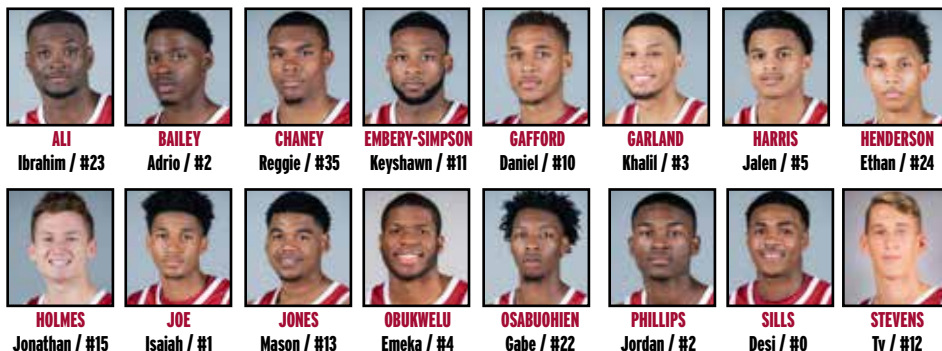 ALI BAILEY CHANEY EMBERY-SIMPSON GAFFORD GARLAND HARRIS HENDERSON
Ibrahim / #23 Adrio / #2 Reggie / #35 Keyshawn / #11 Daniel / #10 Khalil / #3 Jalen / #5 Ethan / #24
HOLMES JOE JONES OBUKWELU OSABUOHIEN PHILLIPS SILLS STEVENS
Jonathan / #15 Isaiah / #1 Mason / #13 Emeka / #4 Gabe / #22 Jordan / #2 Desi / #0 Ty / #12